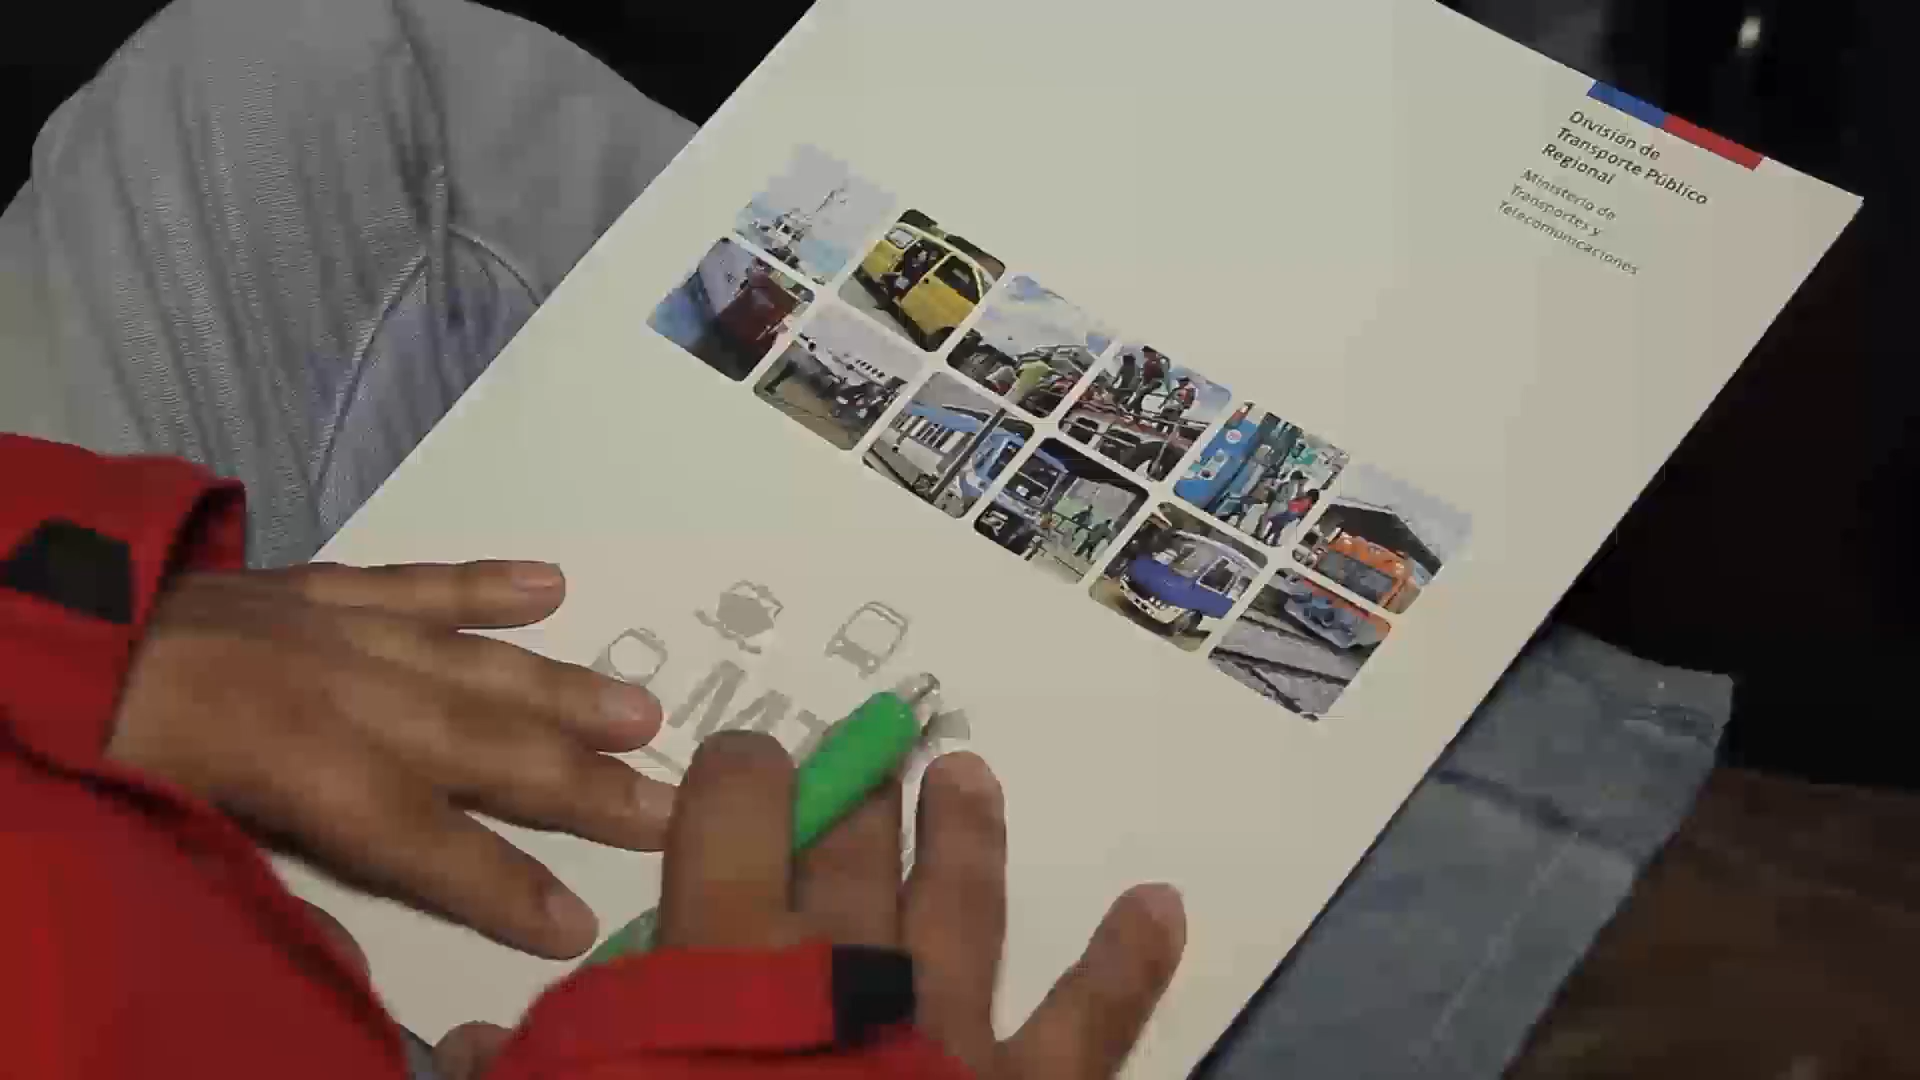 División de
Transporte Público
Regional
Ministerio de
Transportes y
Telecomunicaciones